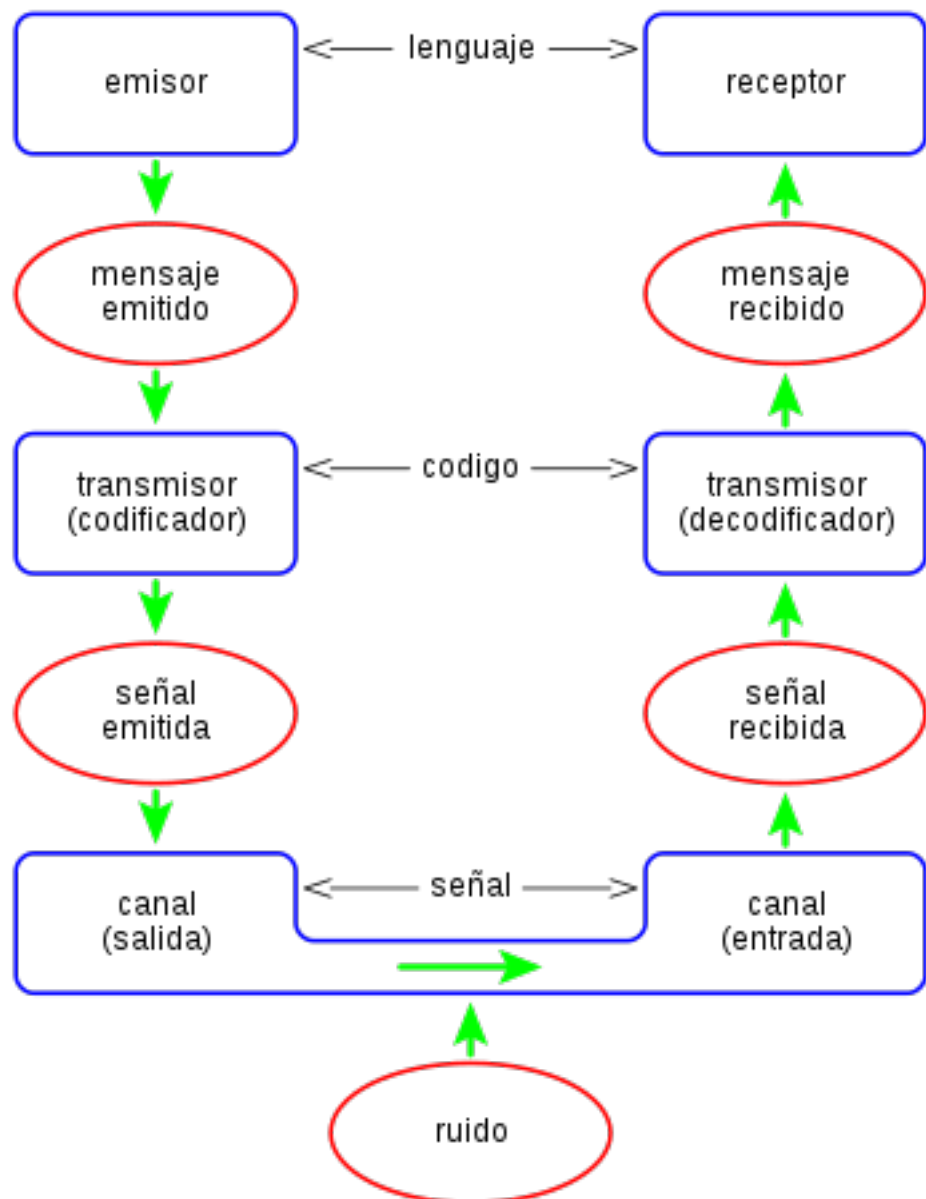 emisor
lenguaje
receptor
mensaje
emitido
mensaje
recibido
transmisor
(codificador)
codigo
transmisor
(decodificador)
señal
emitida
señal
recibida
canal
(salida)
señal
canal
(entrada)
ruido